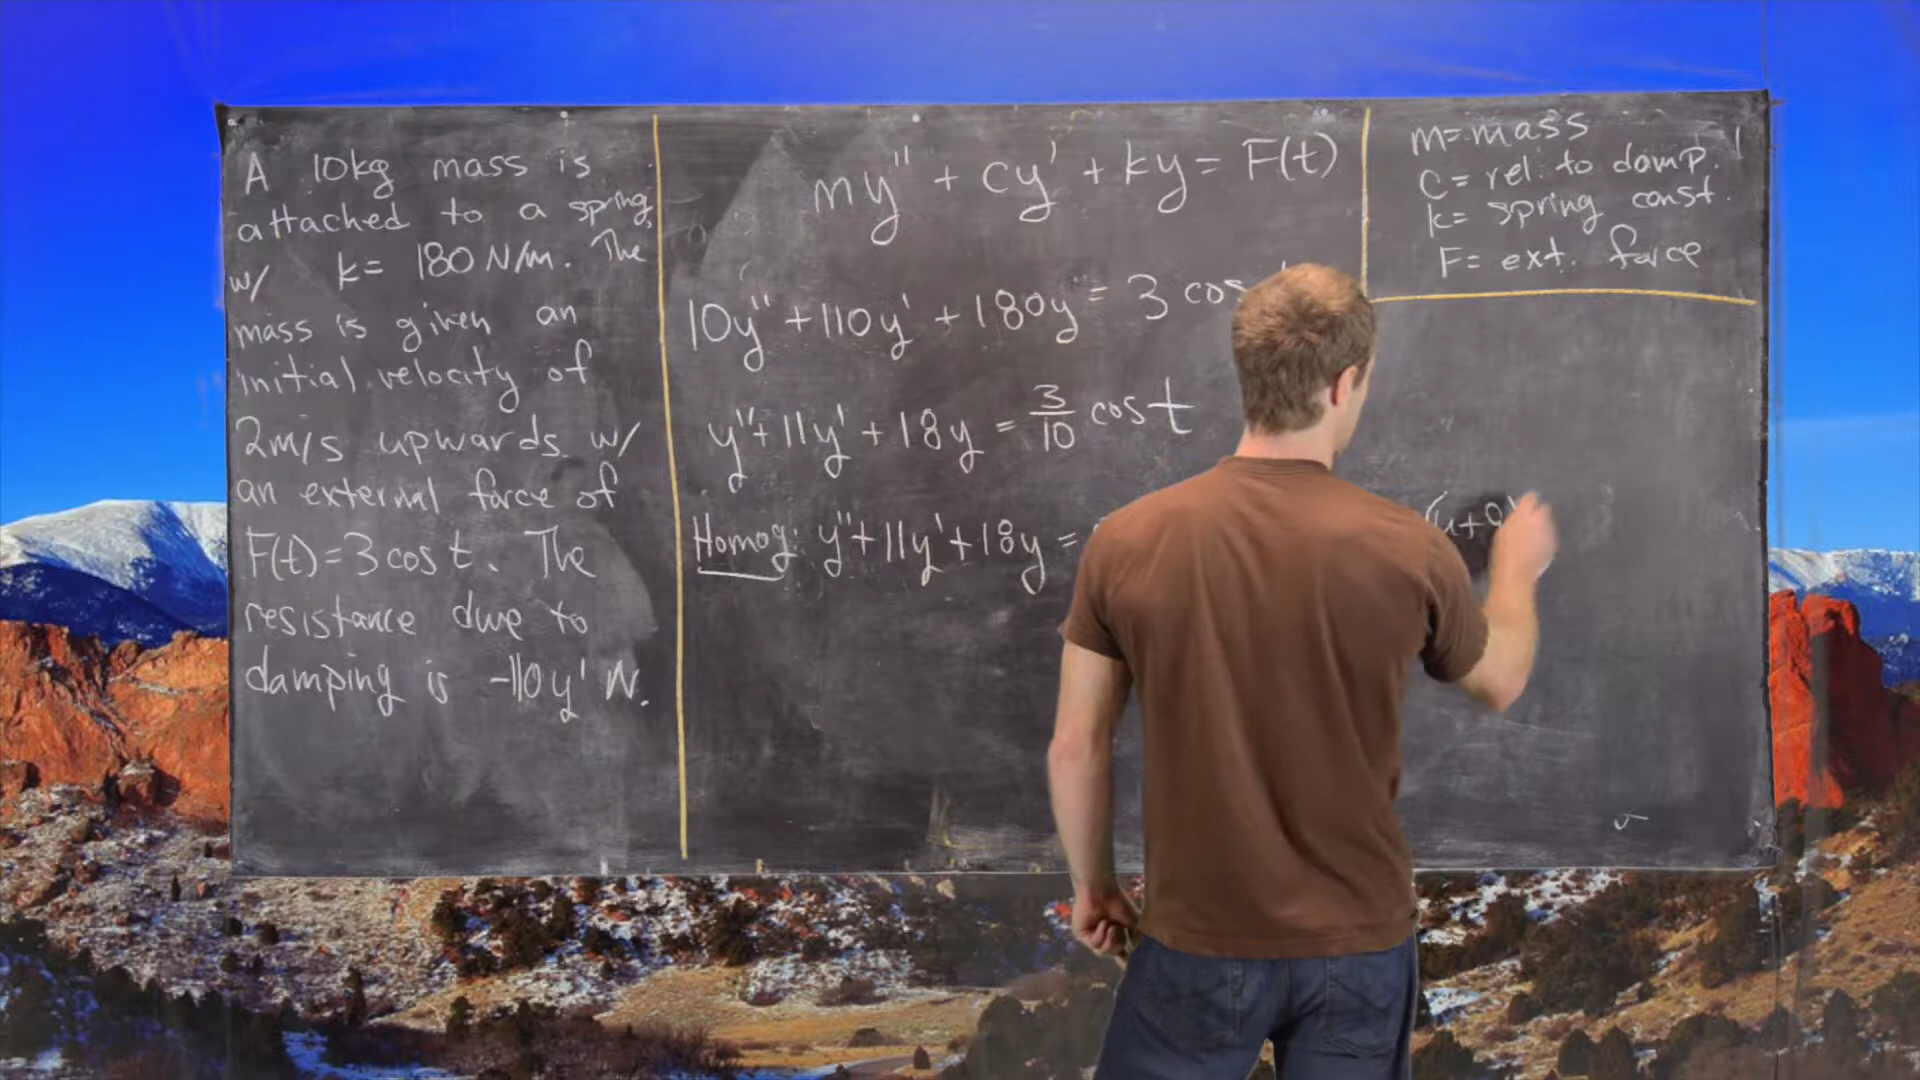 A 10kg mass is
attached to a spring,
w/ k= 180 N/m. The
mass is given an
initial velocity of
2m/s upwards w/
an external force of
F(t)=3cos t. The
resistance due to
damping is -110y' N.
my" + cy' + ky = F(t)
10y" + 110y' + 180y = 3 cos
y" + 11y' + 18y = 3/10 cos t
Homog: y" + 11y' + 18y =
m= mass
c= rel. to damp.
k= spring const.
F= ext. force